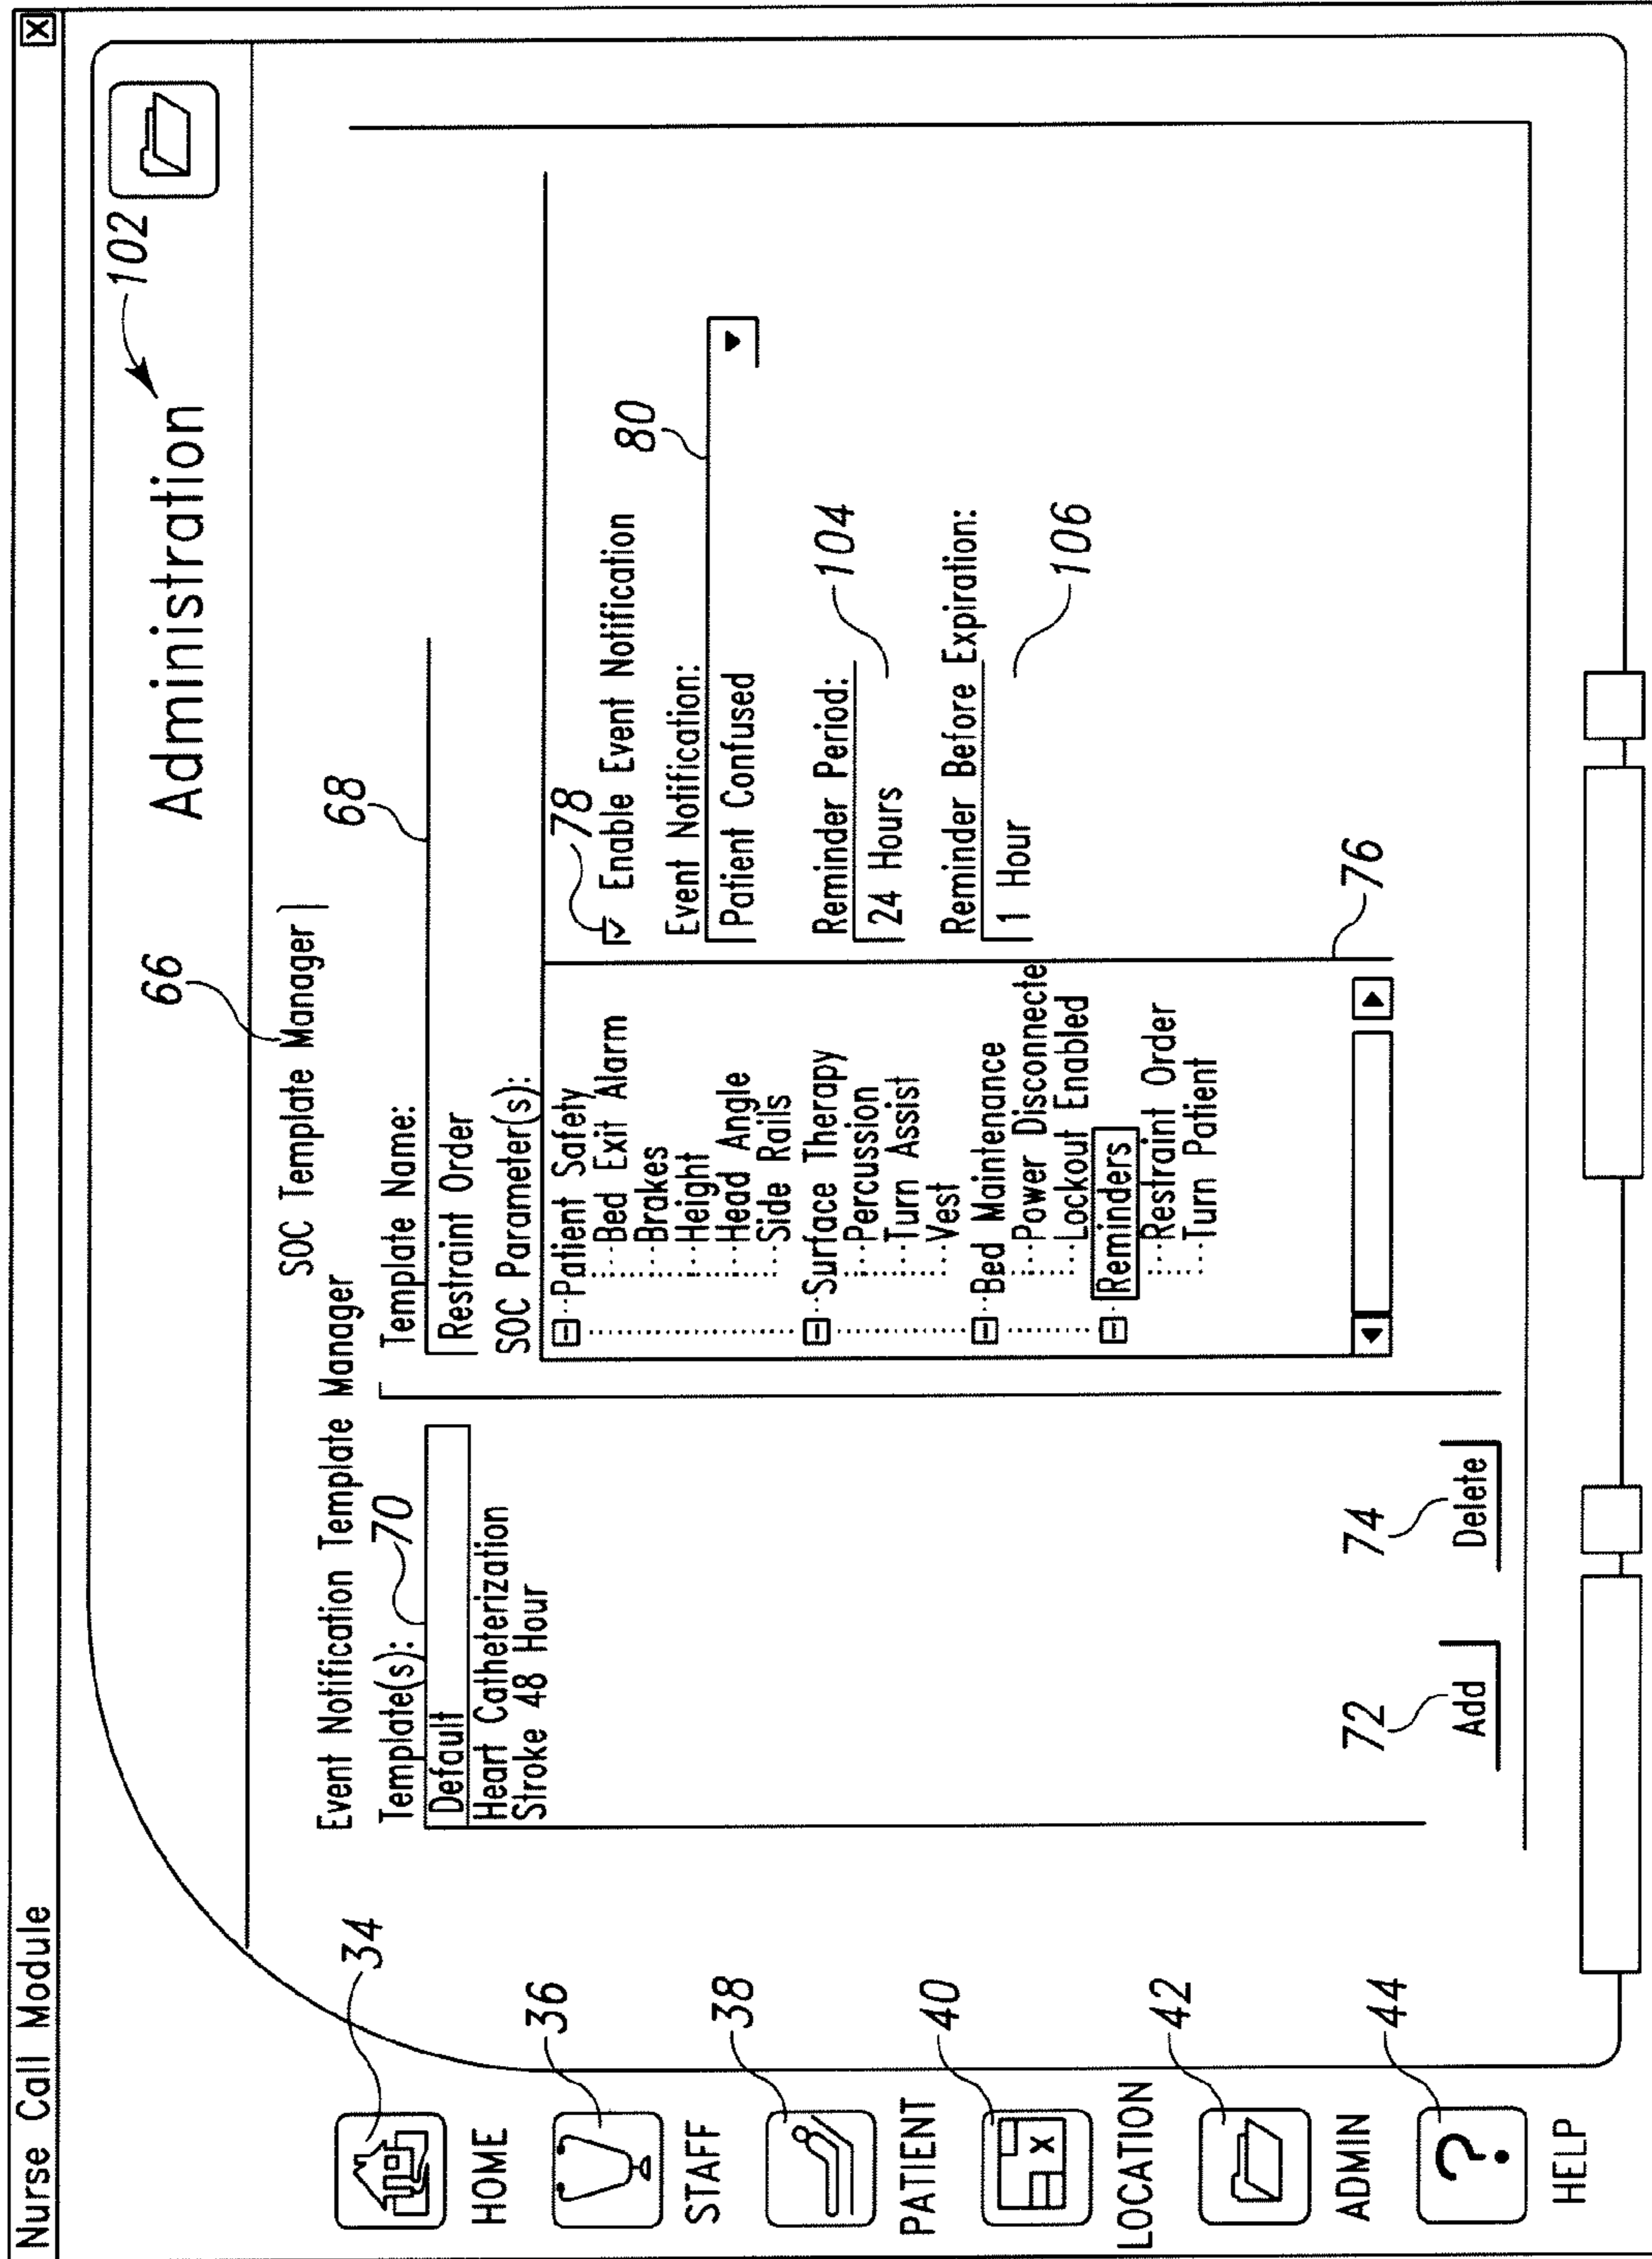 Nurse Call Module
X
Administration
102
34
HOME
36
STAFF
38
PATIENT
40
X
LOCATION
42
ADMIN
44
?
HELP
66
SOC Template Manager
Event Notification Template Manager
Template(s):
70
Default
Heart Catheterization
Stroke 48 Hour
72
Add
74
Delete
Template Name:
68
Restraint Order
SOC Parameter(s):
Patient Safety
Bed Exit Alarm
Brakes
Height
Head Angle
Side Rails
Surface Therapy
Percussion
Turn Assist
Vest
Bed Maintenance
Power Disconnecte
Lockout Enabled
Reminders
Restraint Order
Turn Patient
76
78
Enable Event Notification
Event Notification:
80
Patient Confused
Reminder Period:
24 Hours
104
Reminder Before Expiration:
1 Hour
106